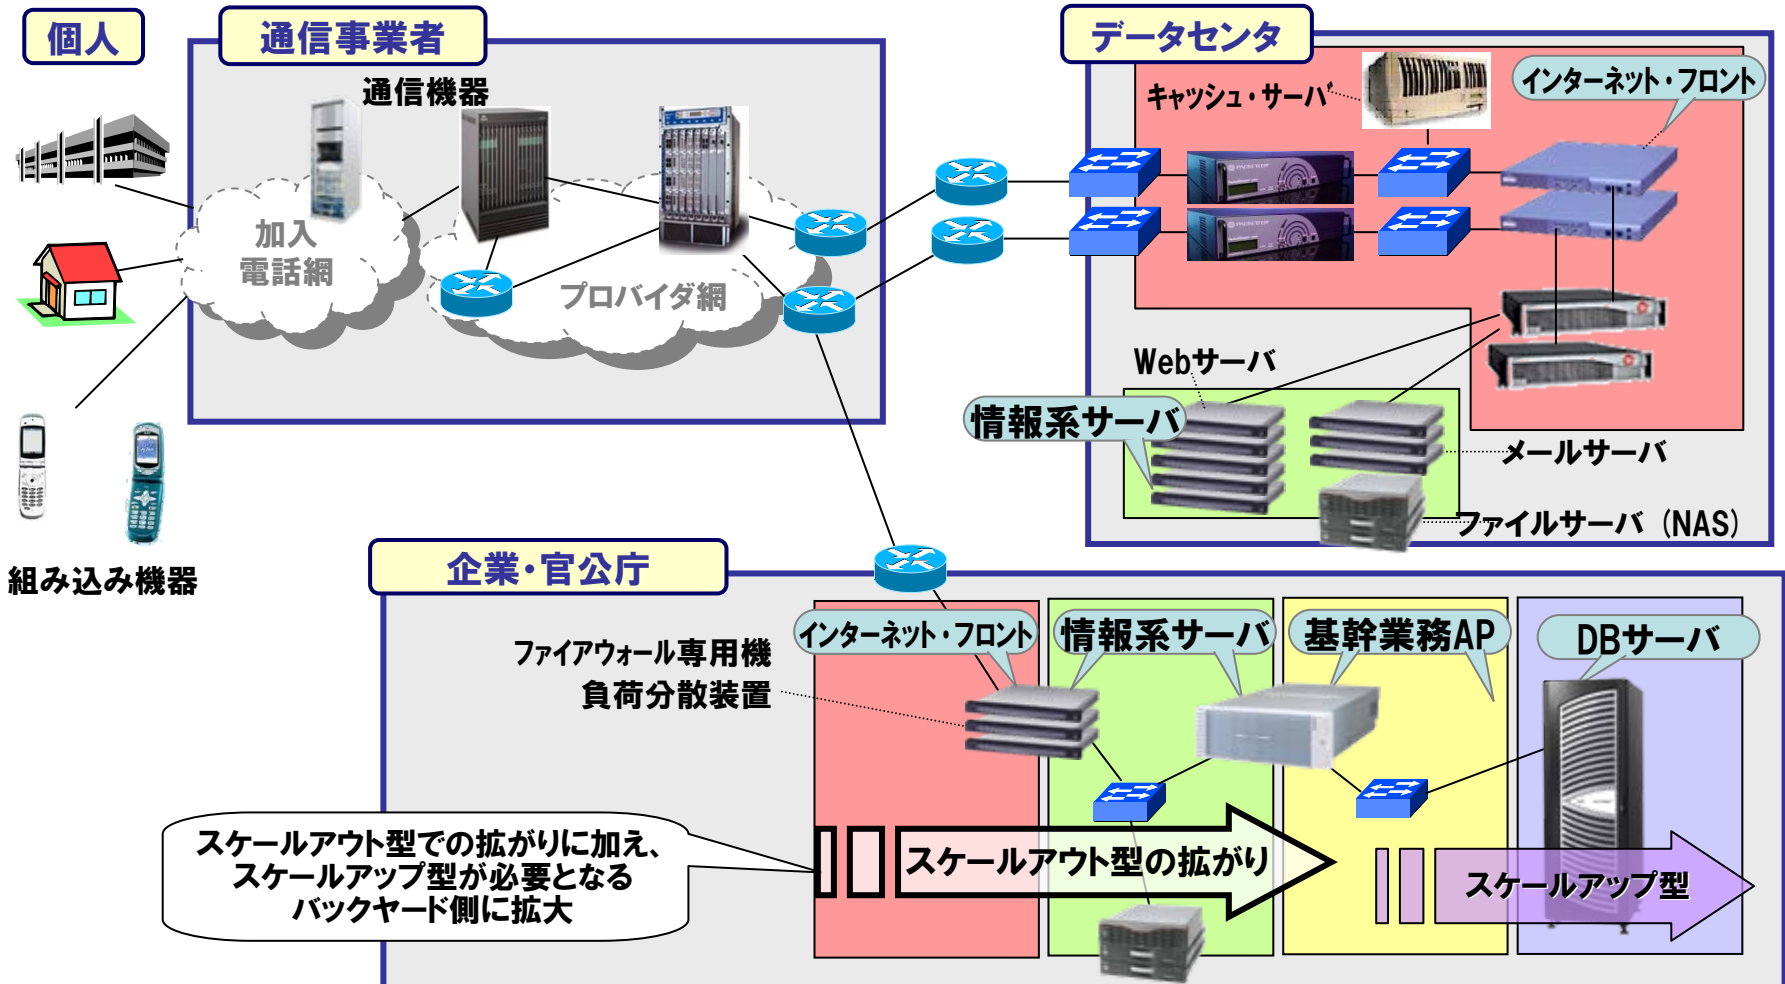 個人
通信事業者
データセンタ
通信機器
キャッシュ・サーバ
インターネット・フロント
加入
電話網
プロバイダ網
Webサーバ
情報系サーバ
メールサーバ
ファイルサーバ (NAS)
組み込み機器
企業・官公庁
インターネット・フロント
情報系サーバ
基幹業務AP
DBサーバ
ファイアウォール専用機
負荷分散装置
スケールアウト型での拡がりに加え、
スケールアップ型が必要となる
バックヤード側に拡大
スケールアウト型の拡がり
スケールアップ型